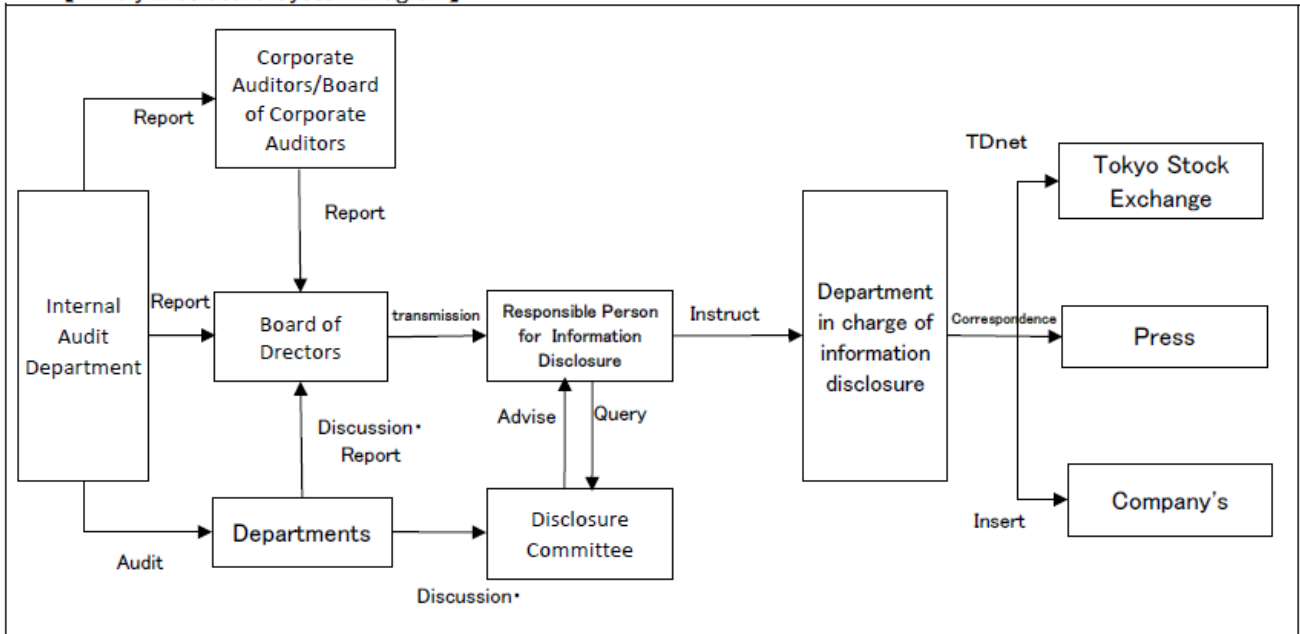 Corporate
Auditors/Board
of Corporate
Auditors
Report
TDnet
Tokyo Stock
Exchange
Report
Internal
Audit
Department
Report
Board of
Drectors
transmission
Responsible Person
for Information
Disclosure
Instruct
Department
in charge of
information
disclosure
Correspondence
Press
Discussion・
Report
Advise
Query
Departments
Disclosure
Committee
Company's
Insert
Audit
Discussion・